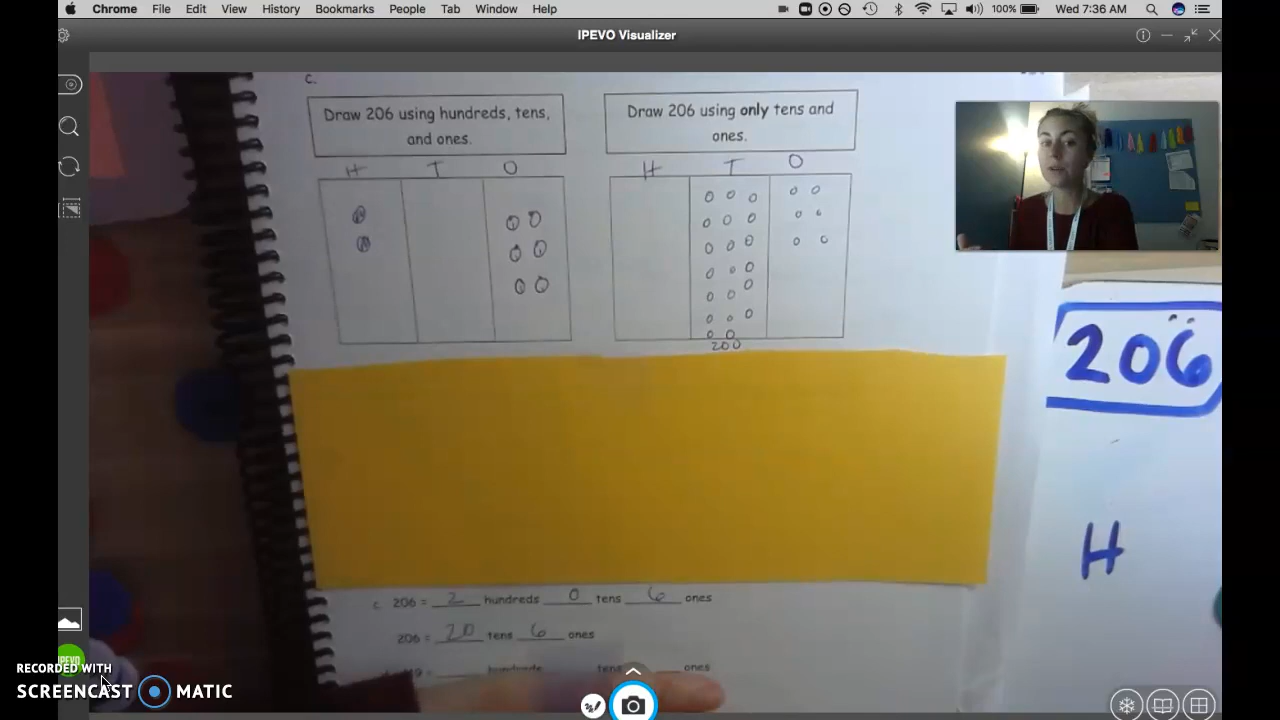 Chrome File Edit View History Bookmarks People Tab Window Help 100% Wed 7:36 AM
IPEVO Visualizer
C.
Draw 206 using hundreds, tens,
and ones.
Draw 206 using only tens and
ones.
H T O
H T O
200
206
H
c. 206 = 2 hundreds 0 tens 6 ones
206 = 20 tens 6 ones
hundreds tens ones
IPEVO
RECORDED WITH
SCREENCAST MATIC